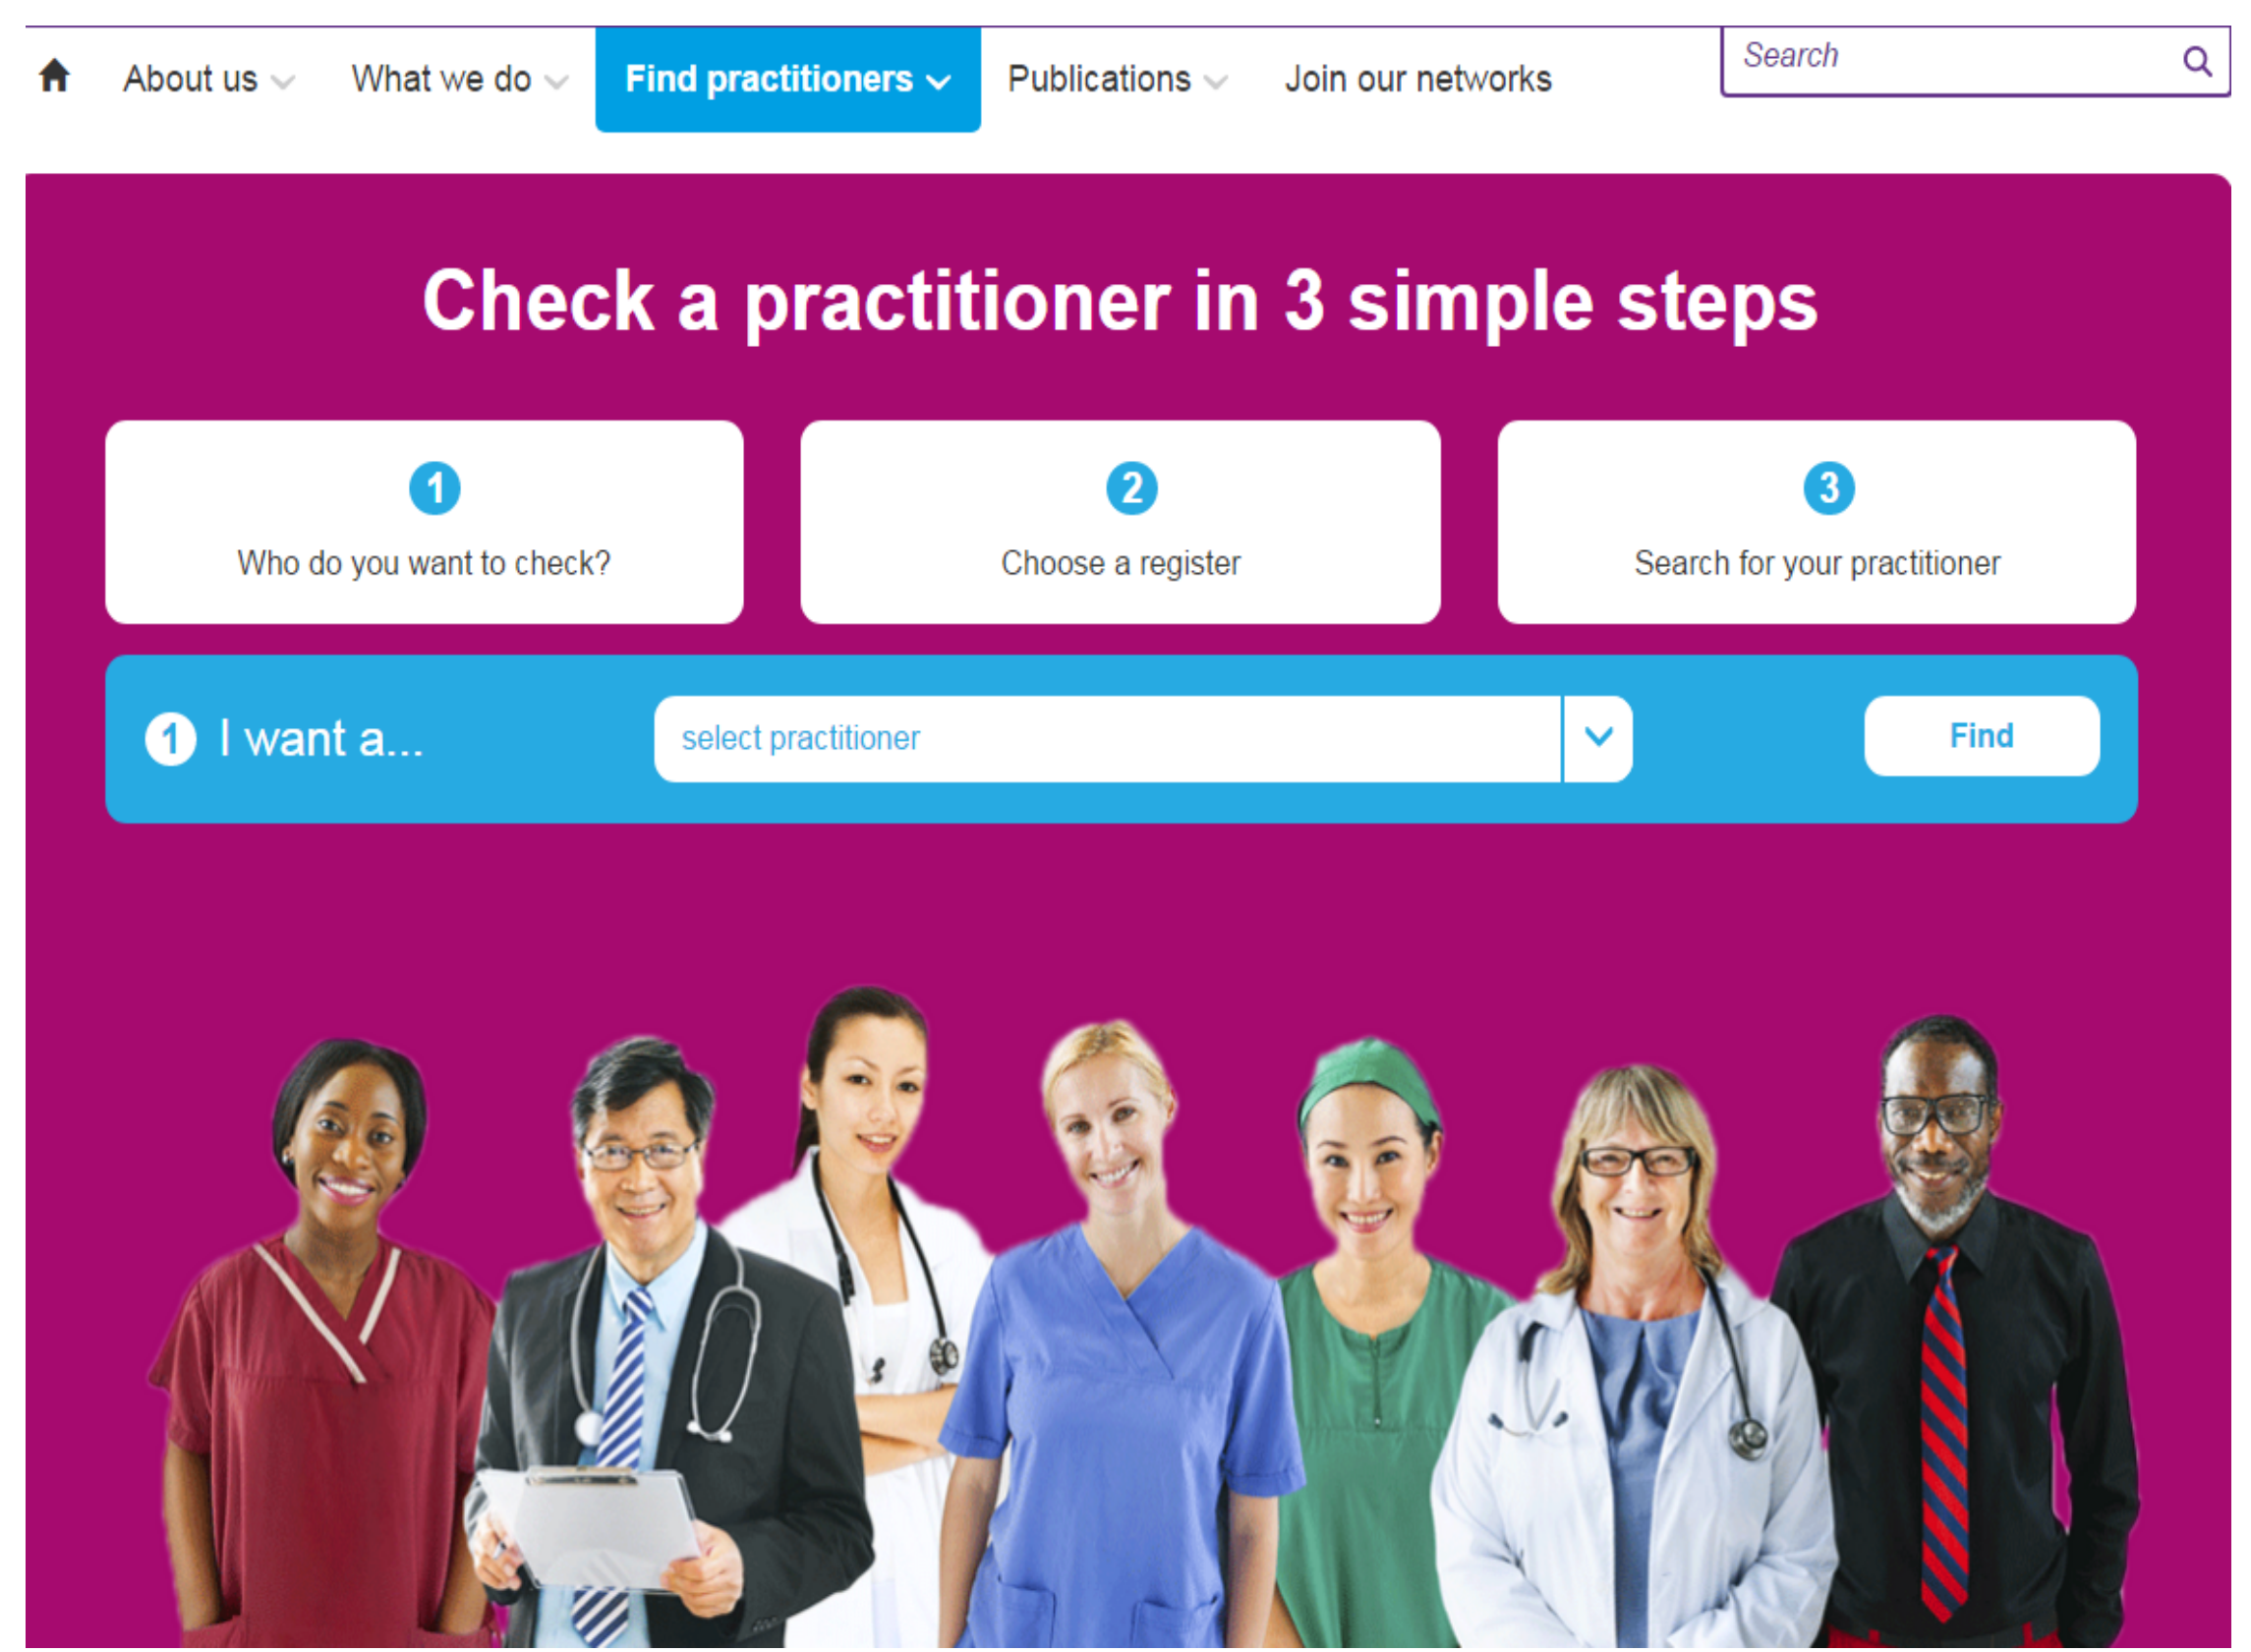 About us
What we do
Find practitioners
Publications
Join our networks
Search
Check a practitioner in 3 simple steps
1
Who do you want to check?
2
Choose a register
3
Search for your practitioner
1 I want a...
select practitioner
Find